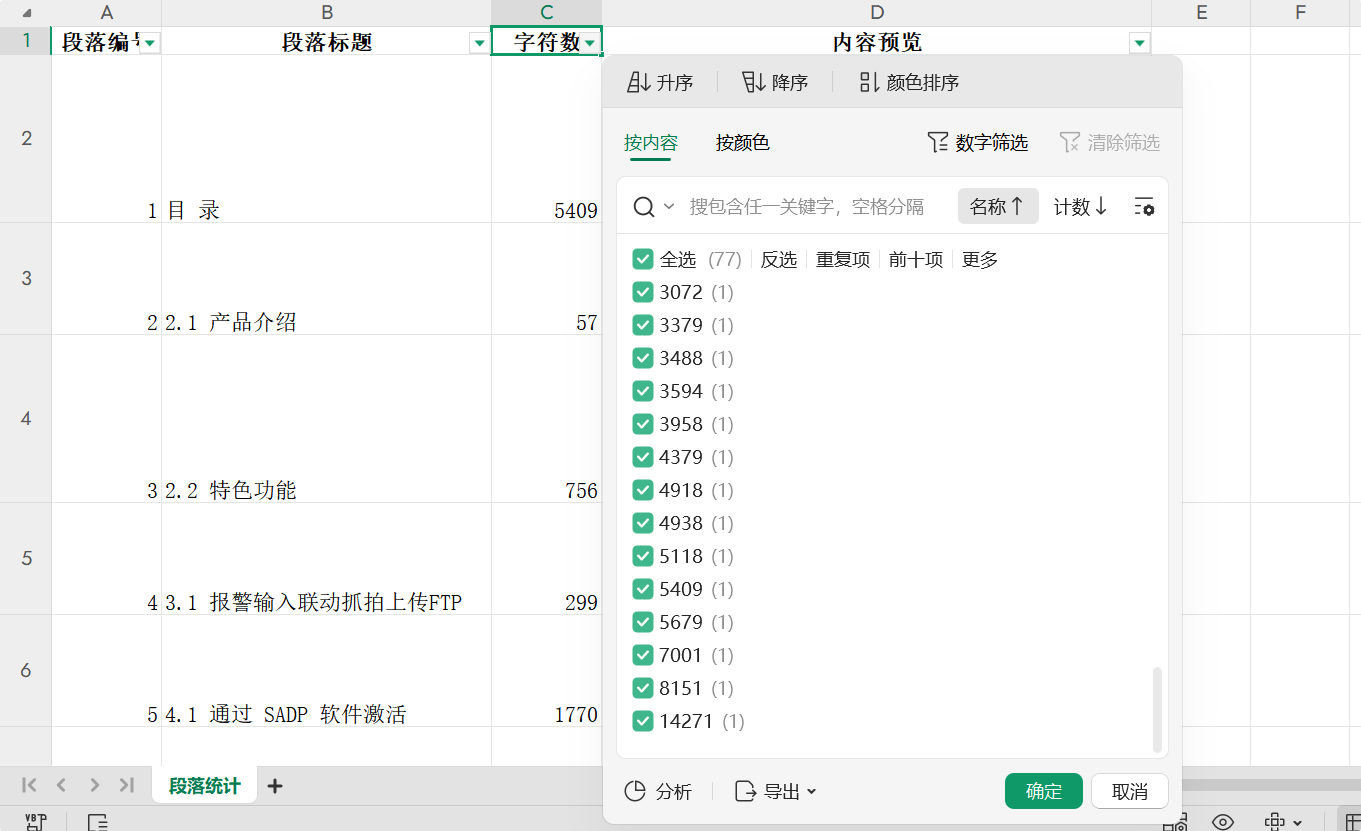 A B C D E F
1 段落编号 段落标题 字符数 内容预览
升序 降序 颜色排序
2
按内容 按颜色 数字筛选 清除筛选
搜包含任一关键字，空格分隔 名称↑ 计数↓
1 目 录 5409
全选 (77) 反选 重复项 前十项 更多
3
3072 (1)
2 2.1 产品介绍 57
3379 (1)
3488 (1)
3594 (1)
4
3958 (1)
4379 (1)
3 2.2 特色功能 756
4918 (1)
4938 (1)
5
5118 (1)
5409 (1)
4 3.1 报警输入联动抓拍上传FTP 299
5679 (1)
7001 (1)
6
8151 (1)
5 4.1 通过 SADP 软件激活 1770
14271 (1)
段落统计
分析 导出 确定 取消